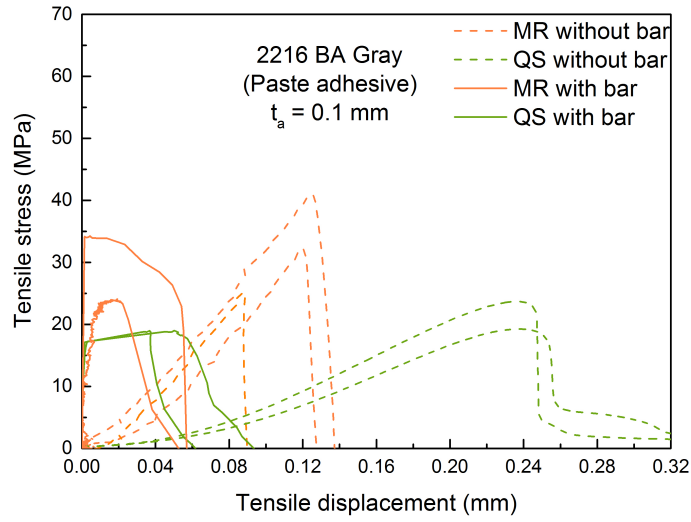 70
60
50
40
30
20
10
0
Tensile stress (MPa)
2216 BA Gray
(Paste adhesive)
tₐ = 0.1 mm
MR without bar
QS without bar
MR with bar
QS with bar
0.00 0.04 0.08 0.12 0.16 0.20 0.24 0.28 0.32
Tensile displacement (mm)